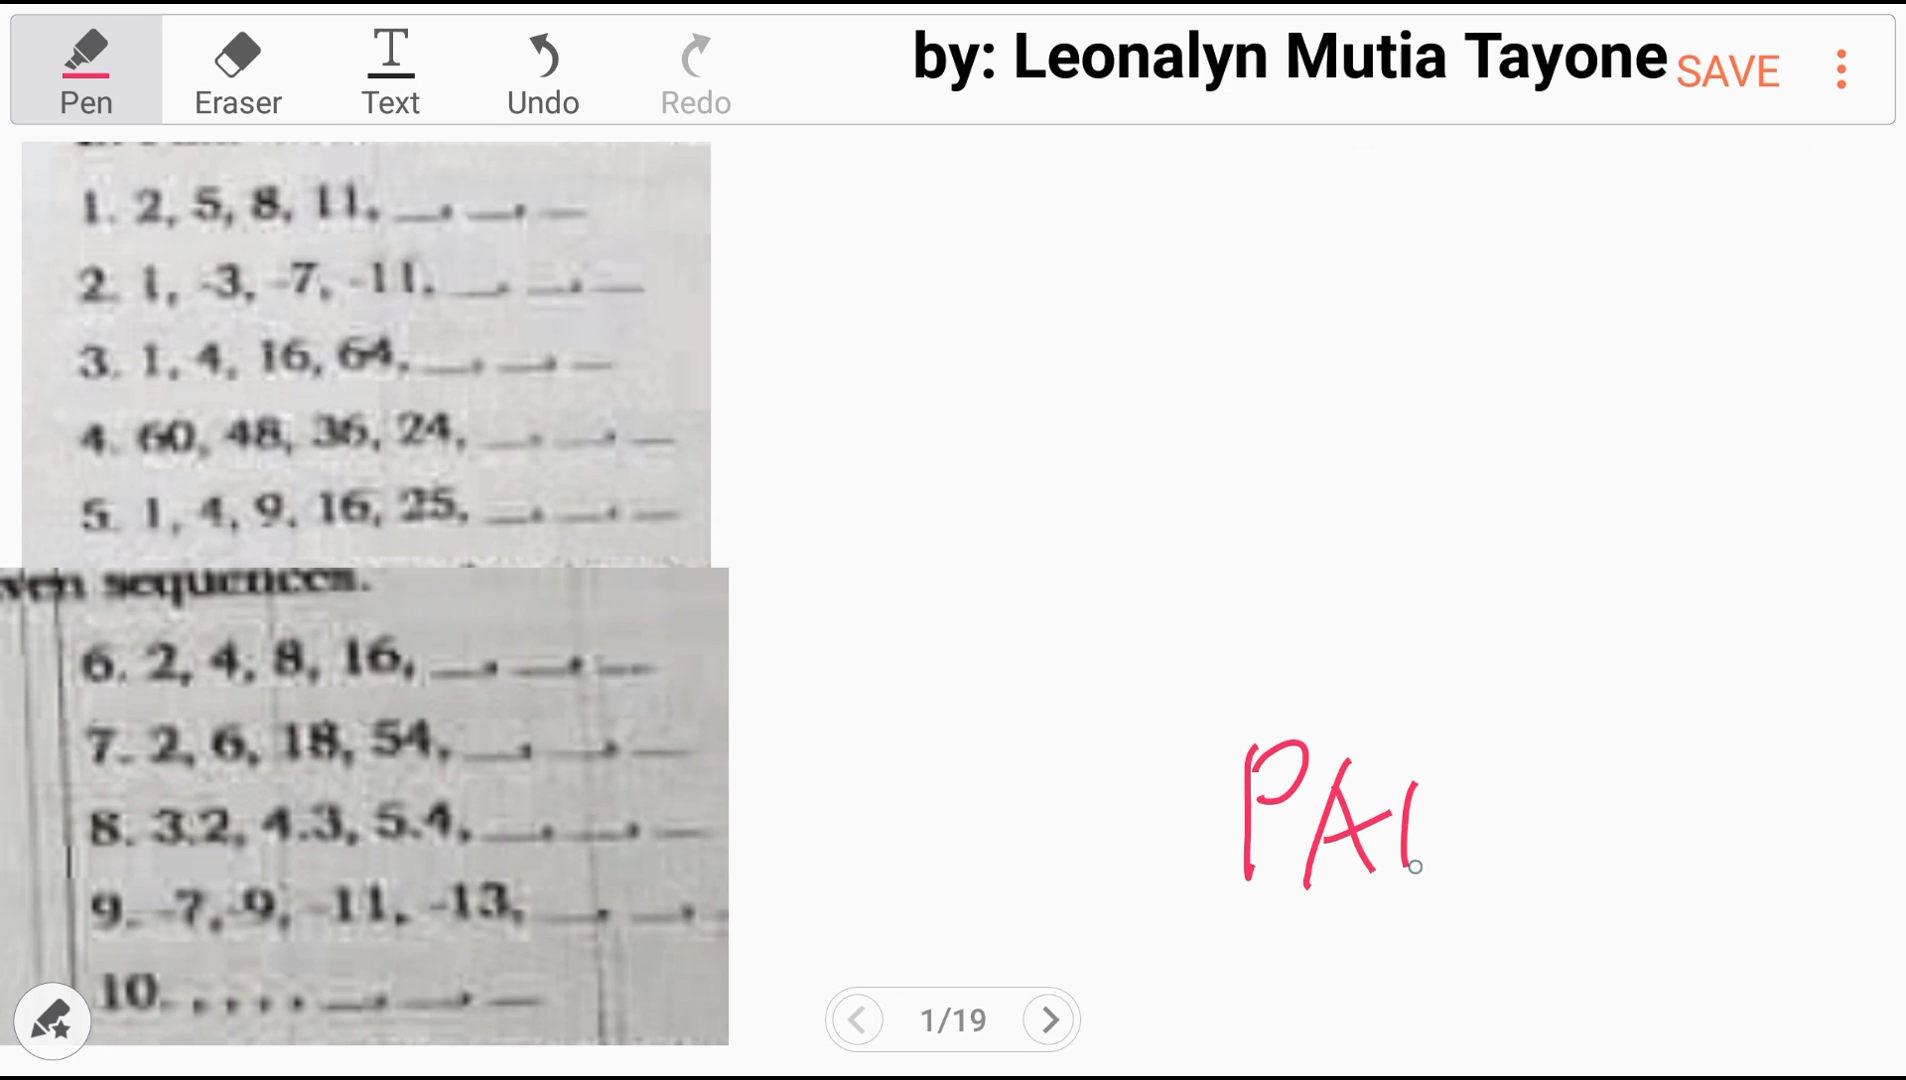 Pen
Eraser
Text
Undo
Redo
by: Leonalyn Mutia Tayone
SAVE
1. 2, 5, 8, 11, __, __, __
2. 1, -3, -7, -11, __, __, __
3. 1, 4, 16, 64, __, __, __
4. 60, 48, 36, 24, __, __, __
5. 1, 4, 9, 16, 25, __, __, __
sequences.
6. 2, 4, 8, 16, __, __, __
7. 2, 6, 18, 54, __, __, __
8. 3.2, 4.3, 5.4, __, __, __
9. -7, -9, -11, -13, __, __, _
10. , , , , __, __, __
PA
1/19